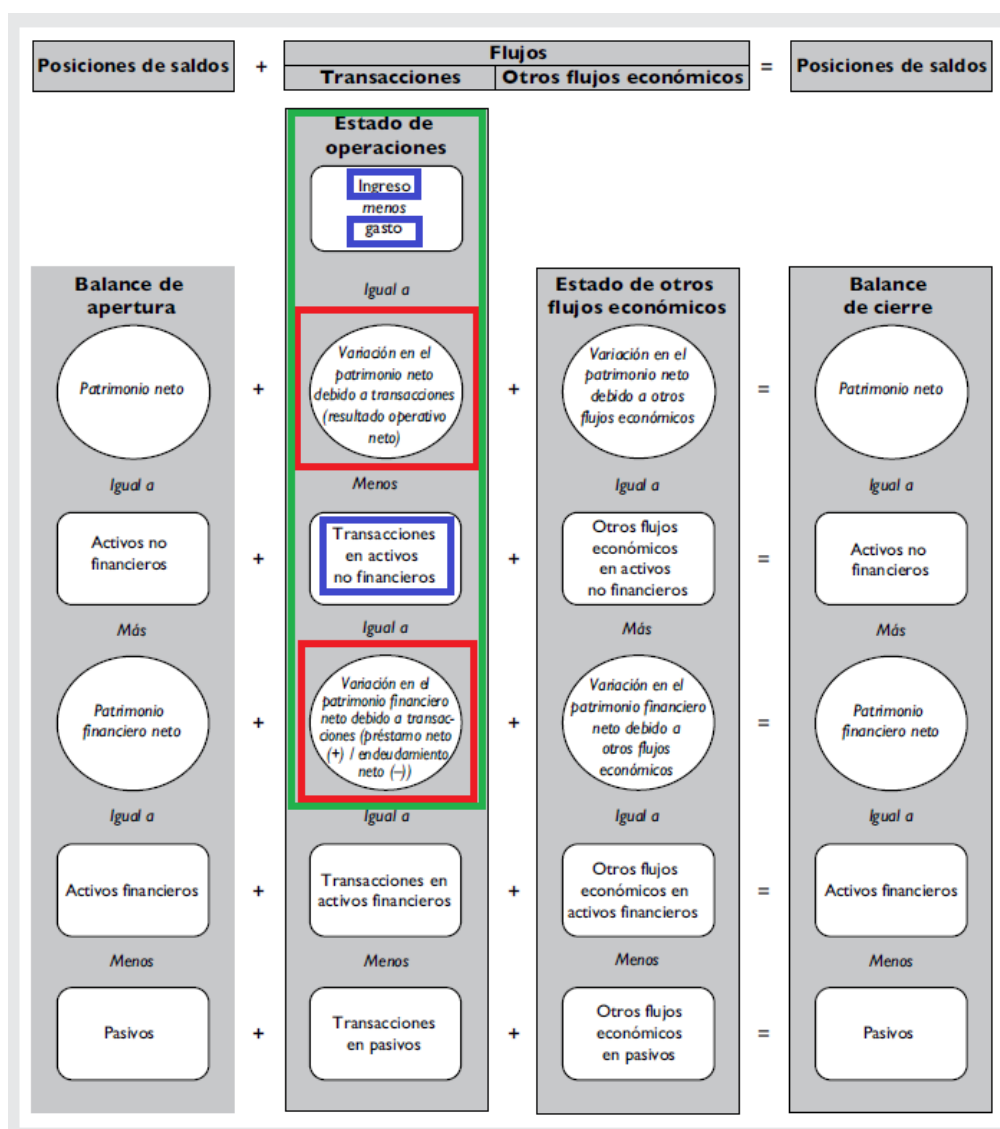 Posiciones de saldos
+
Flujos
Transacciones
Otros flujos económicos
=
Posiciones de saldos
Estado de
operaciones
Ingreso
menos
gasto
Igual a
Balance de
apertura
Estado de otros
flujos económicos
Balance
de cierre
Patrimonio neto
+
Variación en el
patrimonio neto
debido a transacciones
(resultado operativo
neto)
+
Variación en el
patrimonio neto
debido a otros
flujos económicos
=
Patrimonio neto
Igual a
Menos
Igual a
Igual a
Activos no
financieros
+
Transacciones
en activos
no financieros
+
Otros flujos
económicos
en activos
no financieros
=
Activos no
financieros
Más
Igual a
Más
Más
Patrimonio
financiero neto
+
Variación en el
patrimonio financiero
neto debido a transac-
ciones (préstamo neto
(+) / endeudamiento
neto (–))
+
Variación en el
patrimonio financiero
neto debido a
otros flujos
económicos
=
Patrimonio
financiero neto
Igual a
Igual a
Igual a
Igual a
Activos financieros
+
Transacciones en
activos financieros
+
Otros flujos
económicos en
activos financieros
=
Activos financieros
Menos
Menos
Menos
Menos
Pasivos
+
Transacciones
en pasivos
+
Otros flujos
económicos
en pasivos
=
Pasivos